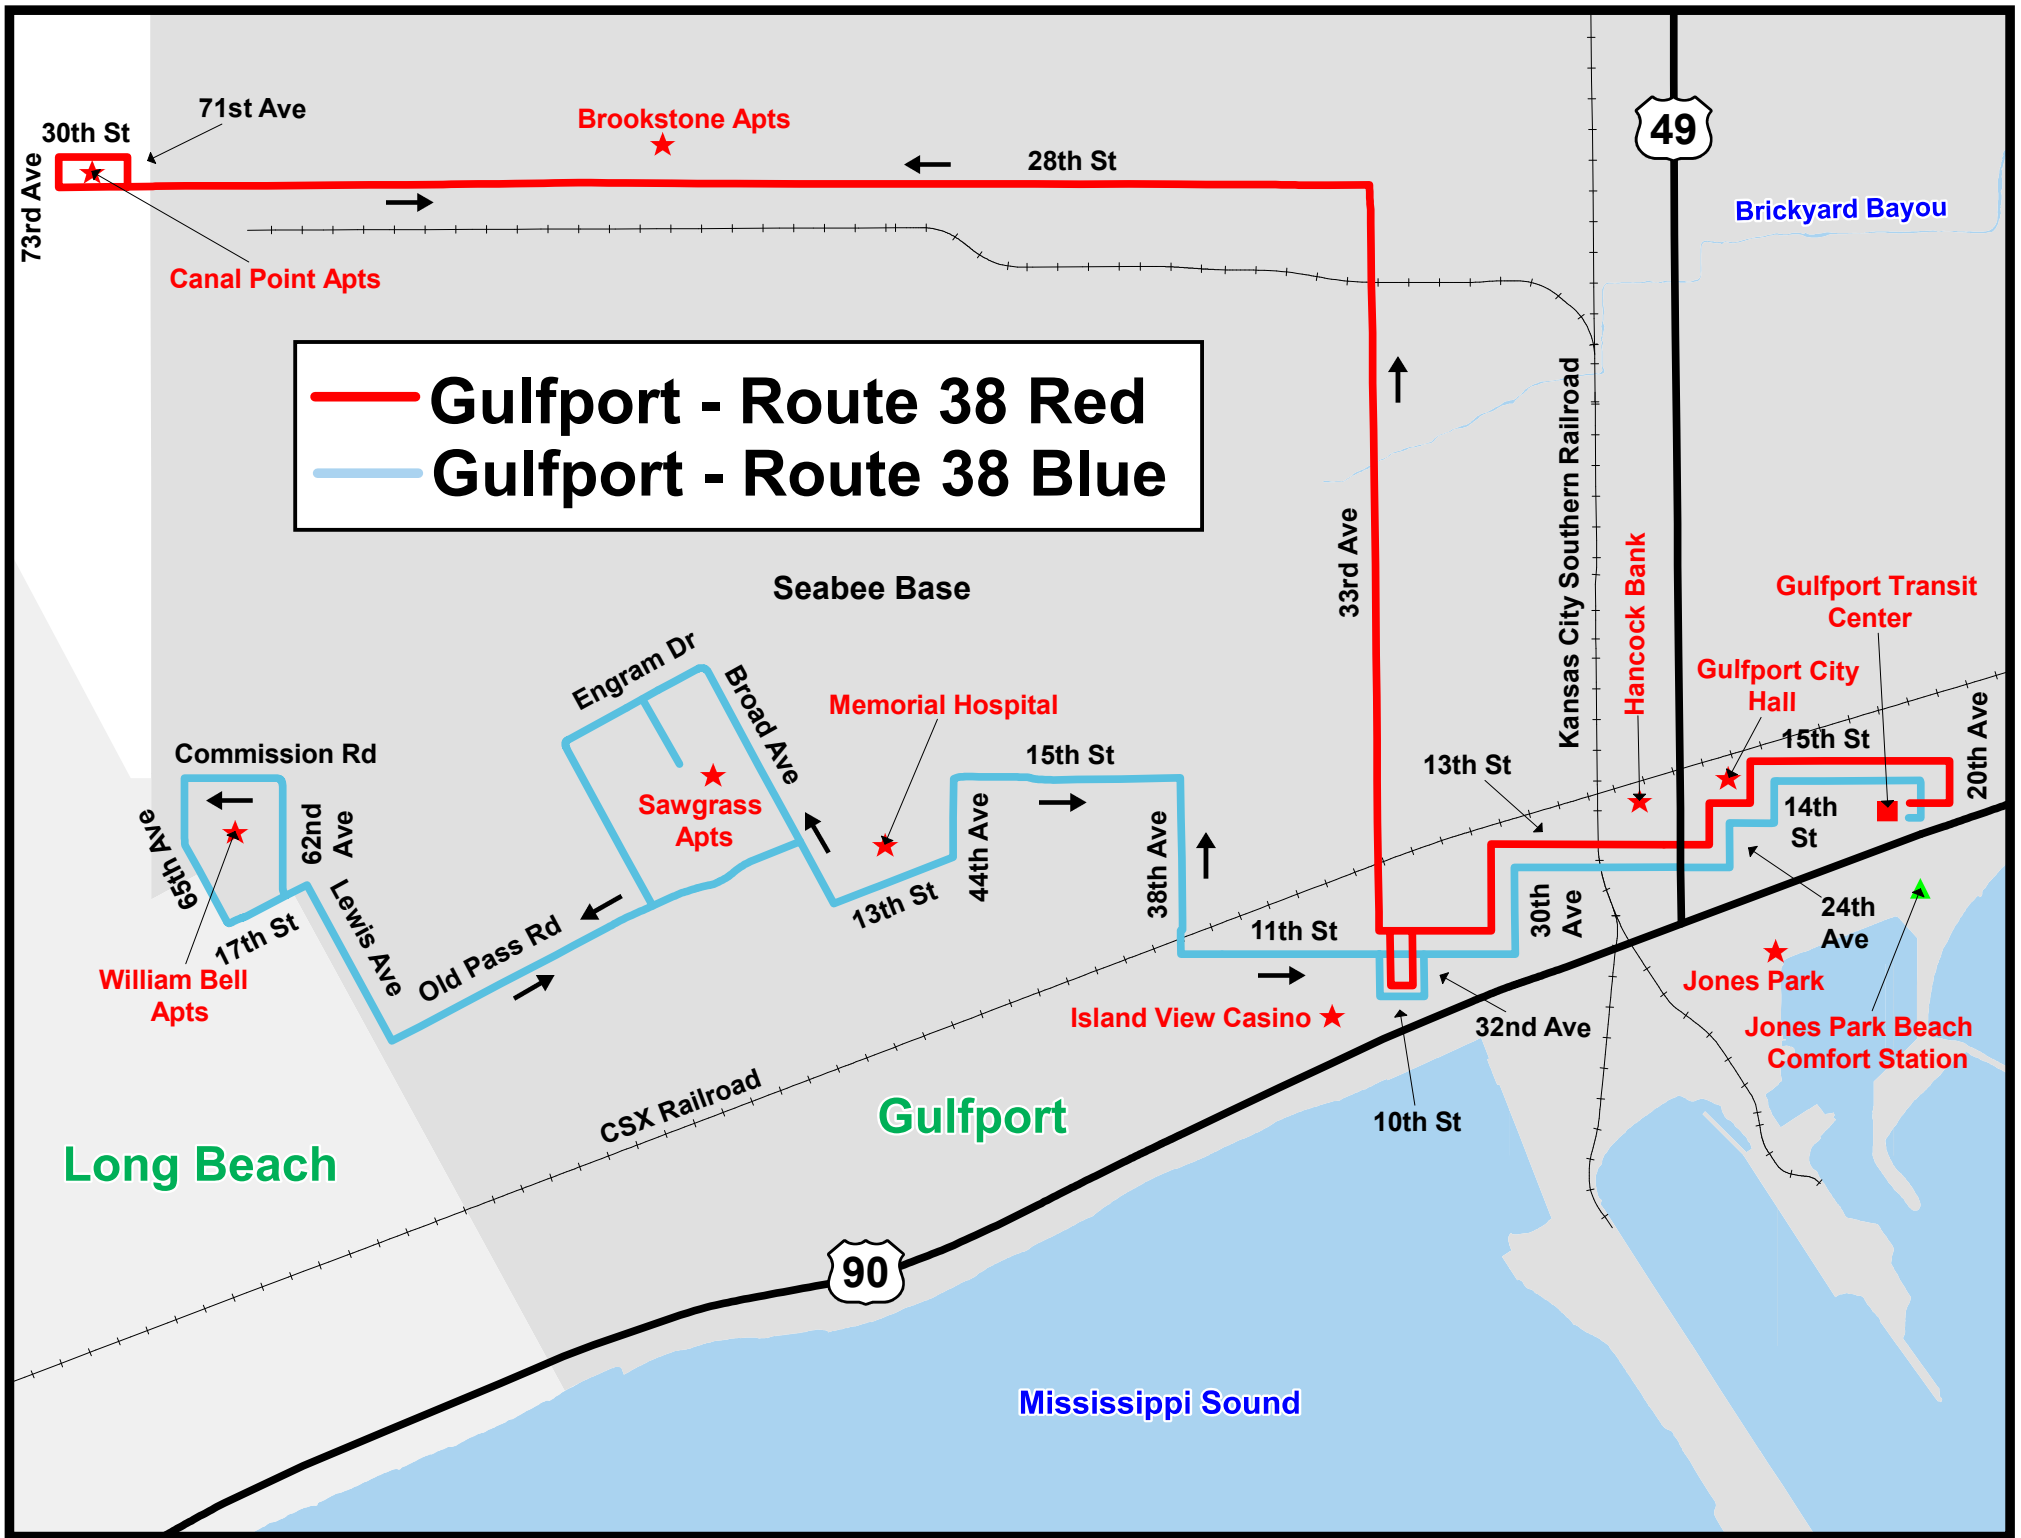 71st Ave
30th St
73rd Ave
Canal Point Apts
Brookstone Apts
28th St
49
Brickyard Bayou
Gulfport - Route 38 Red
Gulfport - Route 38 Blue
Seabee Base
33rd Ave
Kansas City Southern Railroad
Hancock Bank
Gulfport Transit
Center
Gulfport City
Hall
15th St
20th Ave
14th
St
13th St
Engram Dr
Broad Ave
Memorial Hospital
15th St
Commission Rd
Sawgrass
Apts
65th Ave
62nd
Ave
Lewis Ave
17th St
William Bell
Apts
Old Pass Rd
13th St
44th Ave
38th Ave
11th St
30th
Ave
24th
Ave
Island View Casino
32nd Ave
10th St
Jones Park
Jones Park Beach
Comfort Station
CSX Railroad
Gulfport
Long Beach
90
Mississippi Sound